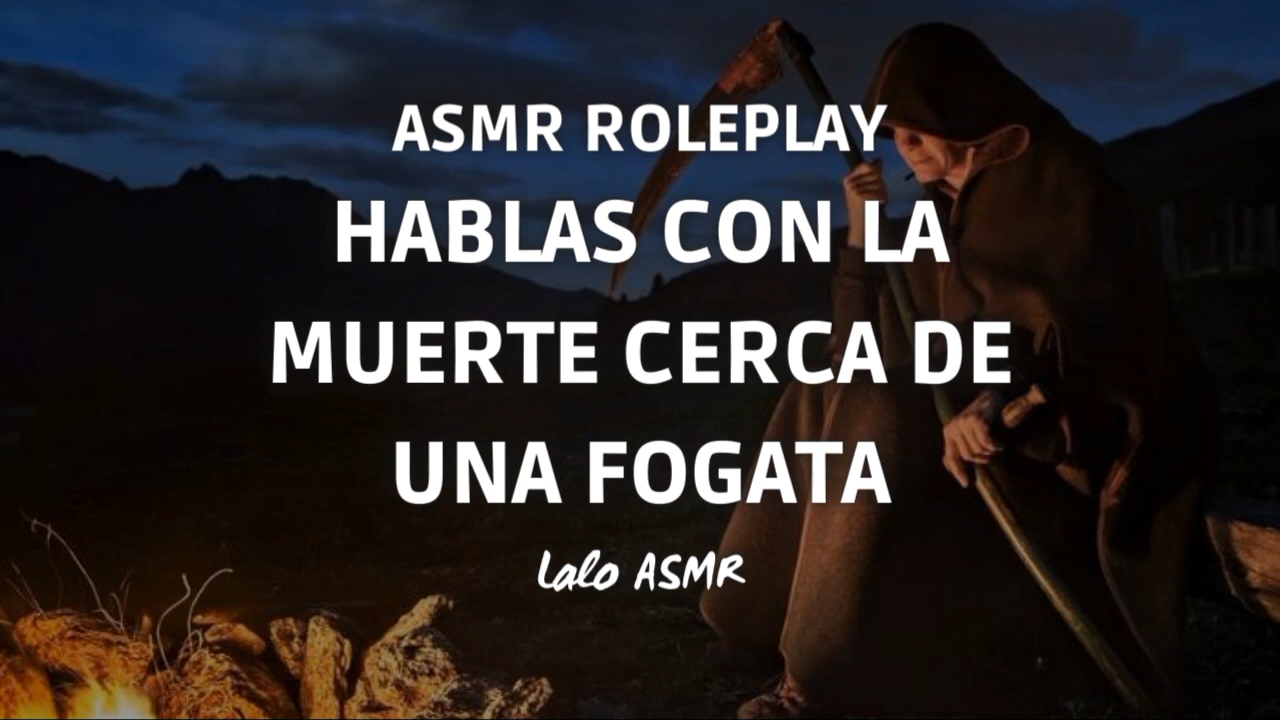 ASMR ROLEPLAY
HABLAS CON LA
MUERTE CERCA DE
UNA FOGATA
Lalo ASMR